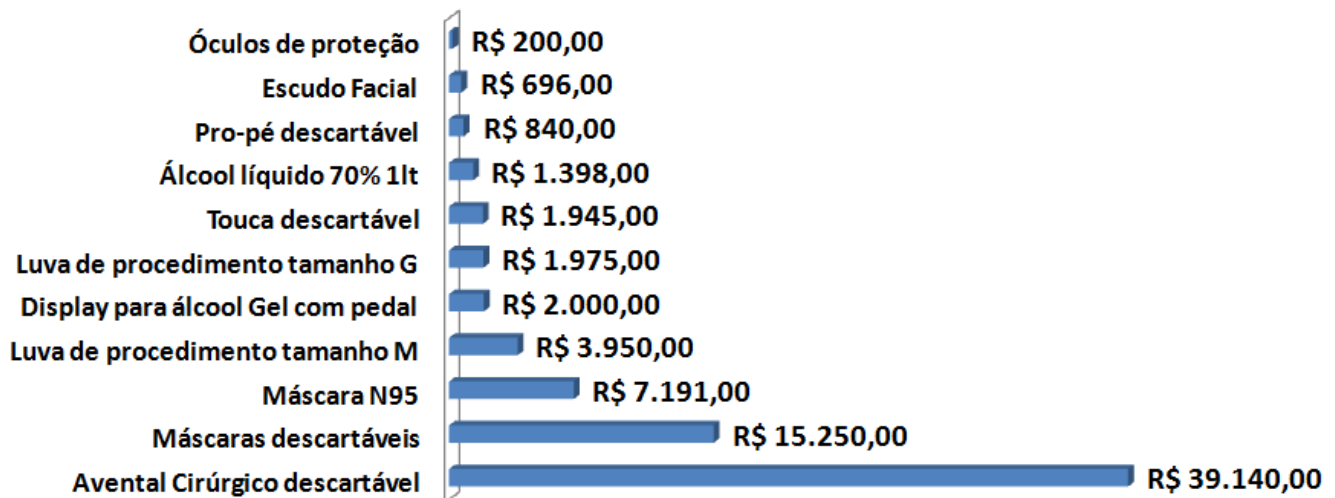 Óculos de proteção R$ 200,00
Escudo Facial R$ 696,00
Pro-pé descartável R$ 840,00
Álcool líquido 70% 1lt R$ 1.398,00
Touca descartável R$ 1.945,00
Luva de procedimento tamanho G R$ 1.975,00
Display para álcool Gel com pedal R$ 2.000,00
Luva de procedimento tamanho M R$ 3.950,00
Máscara N95 R$ 7.191,00
Máscaras descartáveis R$ 15.250,00
Avental Cirúrgico descartável R$ 39.140,00